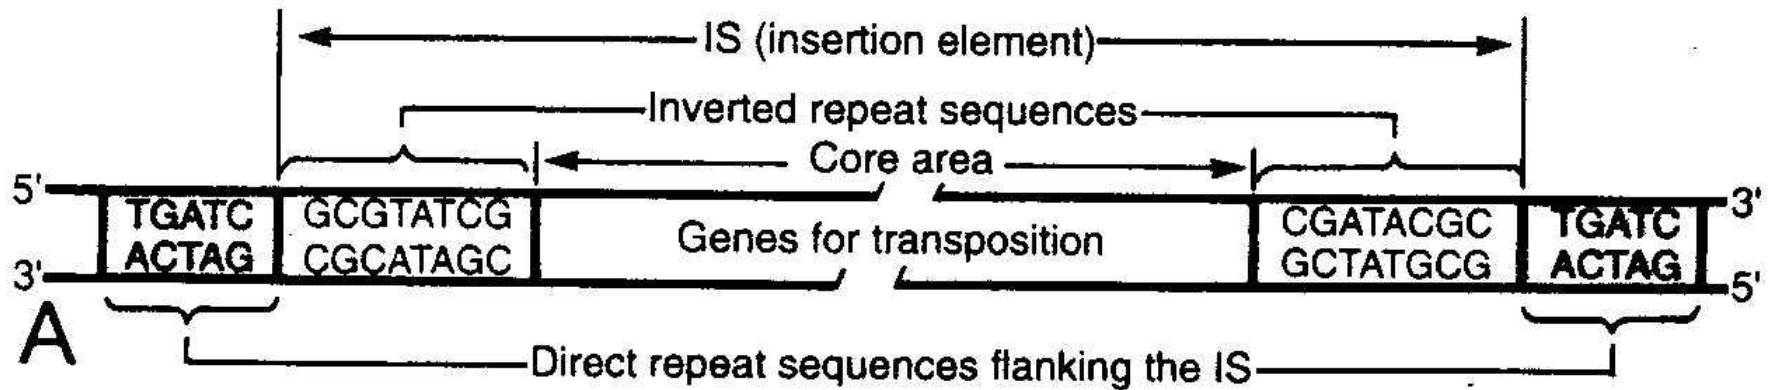 IS (insertion element)
Inverted repeat sequences
Core area
5' TGATC GCGTATCG Genes for transposition CGATACGC TGATC 3'
3' ACTAG CGCATAGC GCTATGCG ACTAG 5'
A
Direct repeat sequences flanking the IS